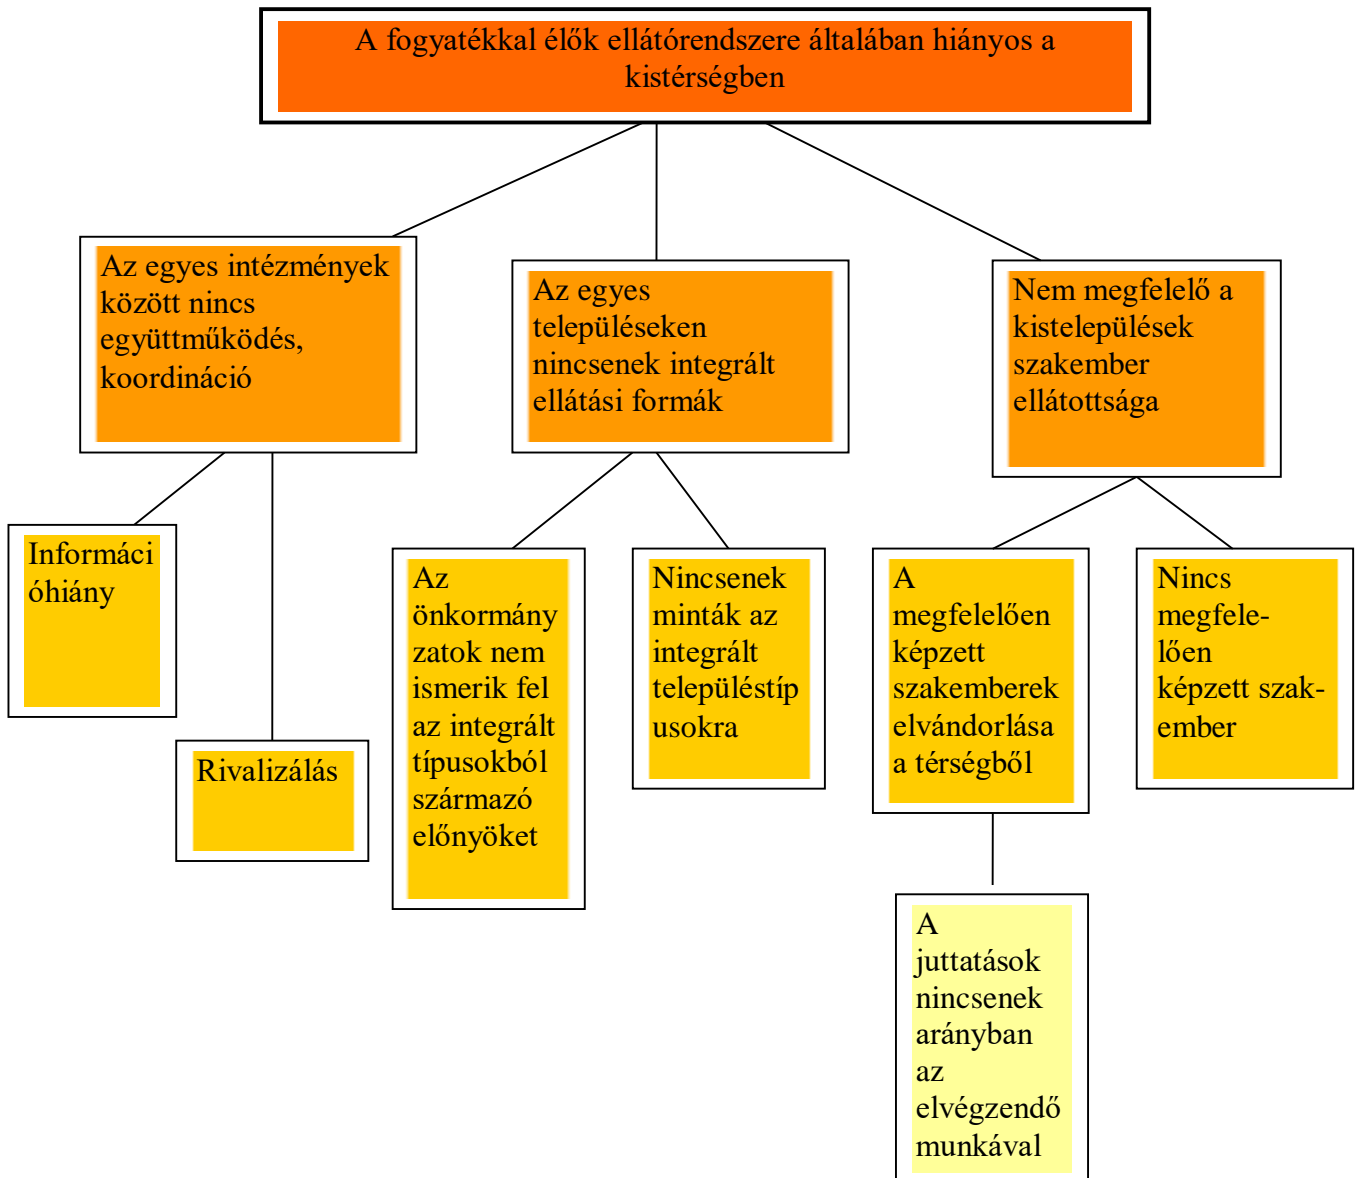 A fogyatékkal élők ellátórendszere általában hiányos a
kistérségben
Az egyes intézmények
között nincs
együttműködés,
koordináció
Az egyes
településeken
nincsenek integrált
ellátási formák
Nem megfelelő a
kistelepülések
szakember
ellátottsága
Informáci
óhiány
Rivalizálás
Az
önkormány
zatok nem
ismerik fel
az integrált
típusokból
származó
előnyöket
Nincsenek
minták az
integrált
településtíp
usokra
A
megfelelően
képzett
szakemberek
elvándorlása
a térségből
Nincs
megfele-
lően
képzett szak-
ember
A
juttatások
nincsenek
arányban
az
elvégzendő
munkával